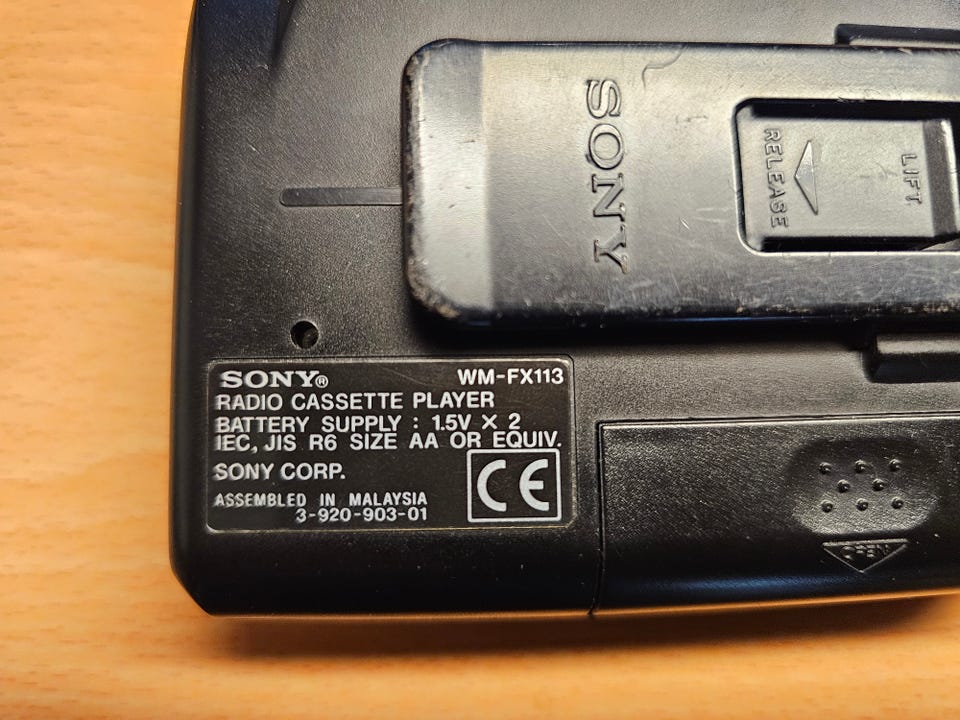 SONY
RELEASE
LIFT
SONY® WM-FX113
RADIO CASSETTE PLAYER
BATTERY SUPPLY : 1.5V X 2
IEC, JIS R6 SIZE AA OR EQUIV.
SONY CORP.
CE
ASSEMBLED IN MALAYSIA
3-920-903-01
OPEN